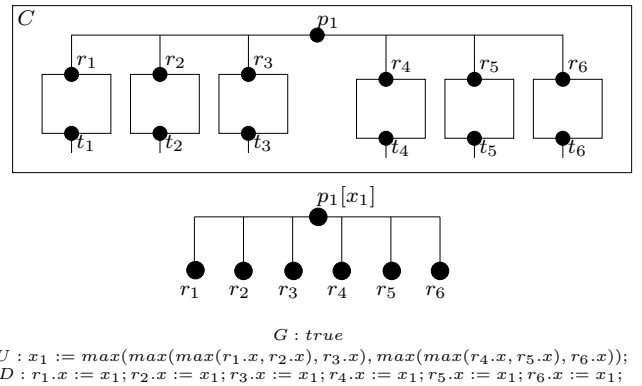 C p₁
r₁ r₂ r₃ r₄ r₅ r₆
t₁ t₂ t₃ t₄ t₅ t₆
p₁[x₁]
r₁ r₂ r₃ r₄ r₅ r₆
G : true
U : x₁ := max(max(max(r₁.x, r₂.x), r₃.x), max(max(r₄.x, r₅.x), r₆.x));
D : r₁.x := x₁; r₂.x := x₁; r₃.x := x₁; r₄.x := x₁; r₅.x := x₁; r₆.x := x₁;